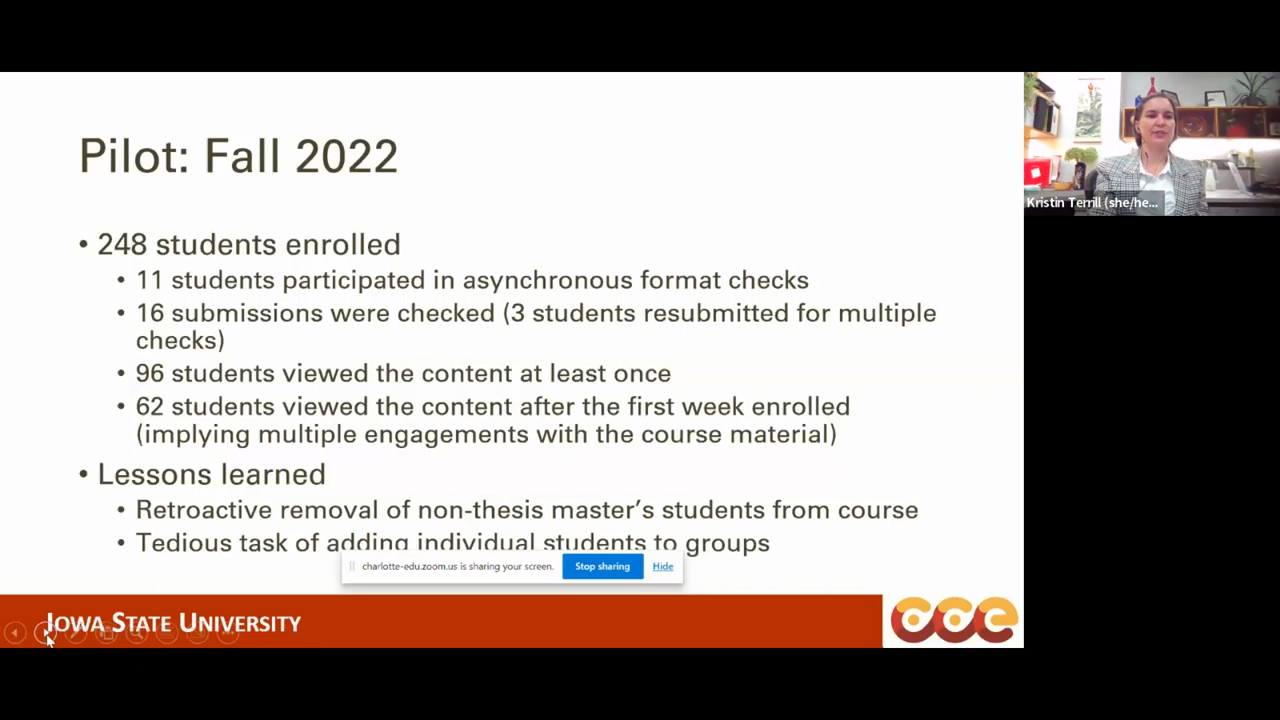 Pilot: Fall 2022
• 248 students enrolled
• 11 students participated in asynchronous format checks
• 16 submissions were checked (3 students resubmitted for multiple
checks)
• 96 students viewed the content at least once
• 62 students viewed the content after the first week enrolled
(implying multiple engagements with the course material)
• Lessons learned
• Retroactive removal of non-thesis master's students from course
• Tedious task of adding individual students to groups
charlotte-edu.zoom.us is sharing your screen. Stop sharing Hide
IOWA STATE UNIVERSITY
cce
Kristin Terrill (she/he...